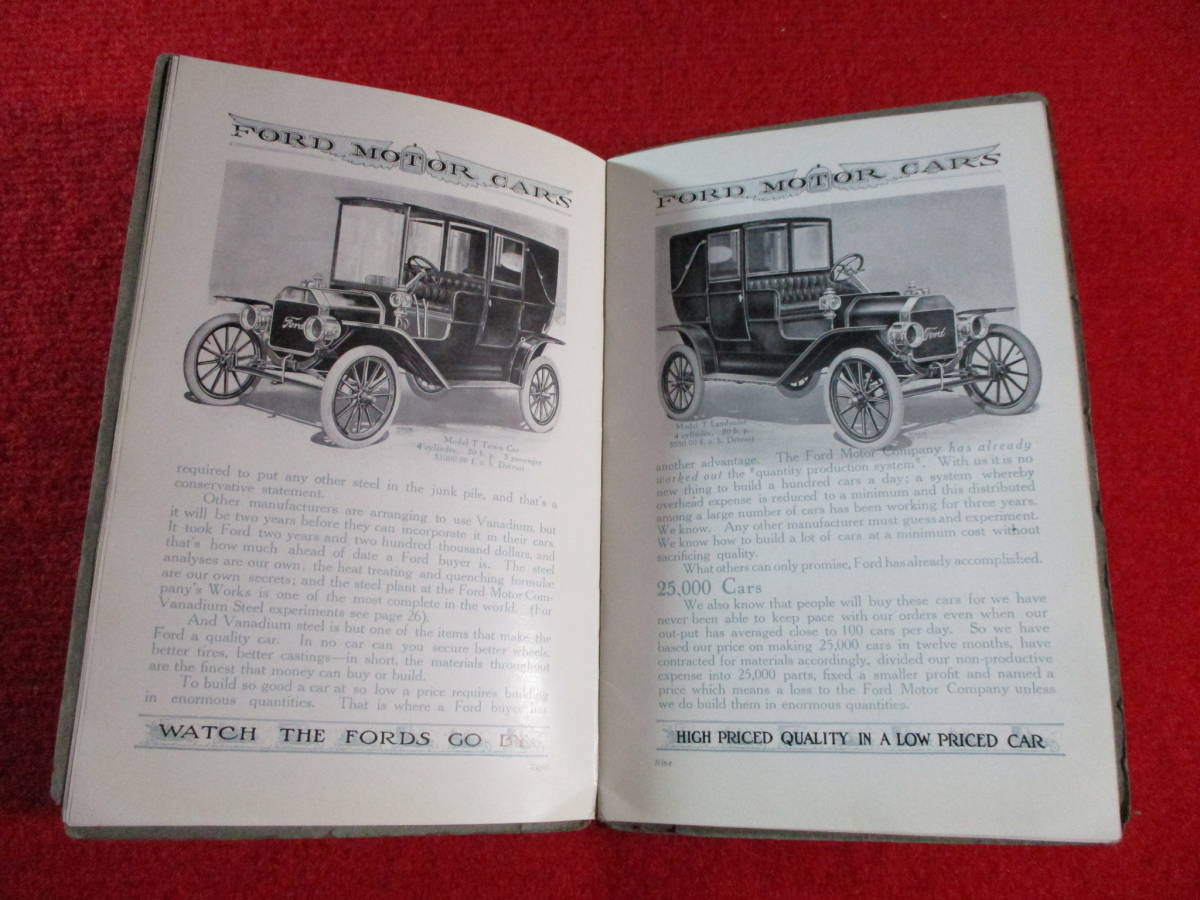 FORD MOTOR CARS
Ford
Model T Town Car
4 cylinder, 20 h. p. 5 passenger
$1000.00 f. o. b. Detroit
required to put any other steel in the junk pile, and that's a
conservative statement.
Other manufacturers are arranging to use Vanadium, but
it will be two years before they can incorporate it in their cars.
It took Ford two years and two hundred thousand dollars, and
that's how much ahead of date a Ford buyer is. The steel
analyses are our own, the heat treating and quenching formulæ
are our own secrets; and the steel plant at the Ford Motor Com-
pany's Works is one of the most complete in the world. (For
Vanadium Steel experiments see page 26).
And Vanadium steel is but one of the items that make the
Ford a quality car. In no car can you secure better wheels,
better tires, better castings—in short, the materials throughout
are the finest that money can buy or build.
To build so good a car at so low a price requires building
in enormous quantities. That is where a Ford buyer has
WATCH THE FORDS GO BY
FORD MOTOR CARS
Ford
Model T Landaulet
4 cylinder, 20 h. p.
$950.00 f. o. b. Detroit
another advantage. The Ford Motor Company has already
worked out the "quantity production system". With us it is no
new thing to build a hundred cars a day; a system whereby
overhead expense is reduced to a minimum and this distributed
among a large number of cars has been working for three years.
We know. Any other manufacturer must guess and experiment.
We know how to build a lot of cars at a minimum cost without
sacrificing quality.
What others can only promise, Ford has already accomplished.
25,000 Cars
We also know that people will buy these cars for we have
never been able to keep pace with our orders even when our
out-put has averaged close to 100 cars per day. So we have
based our price on making 25,000 cars in twelve months, have
contracted for materials accordingly, divided our non-productive
expense into 25,000 parts, fixed a smaller profit and named a
price which means a loss to the Ford Motor Company unless
we do build them in enormous quantities.
HIGH PRICED QUALITY IN A LOW PRICED CAR
Nine